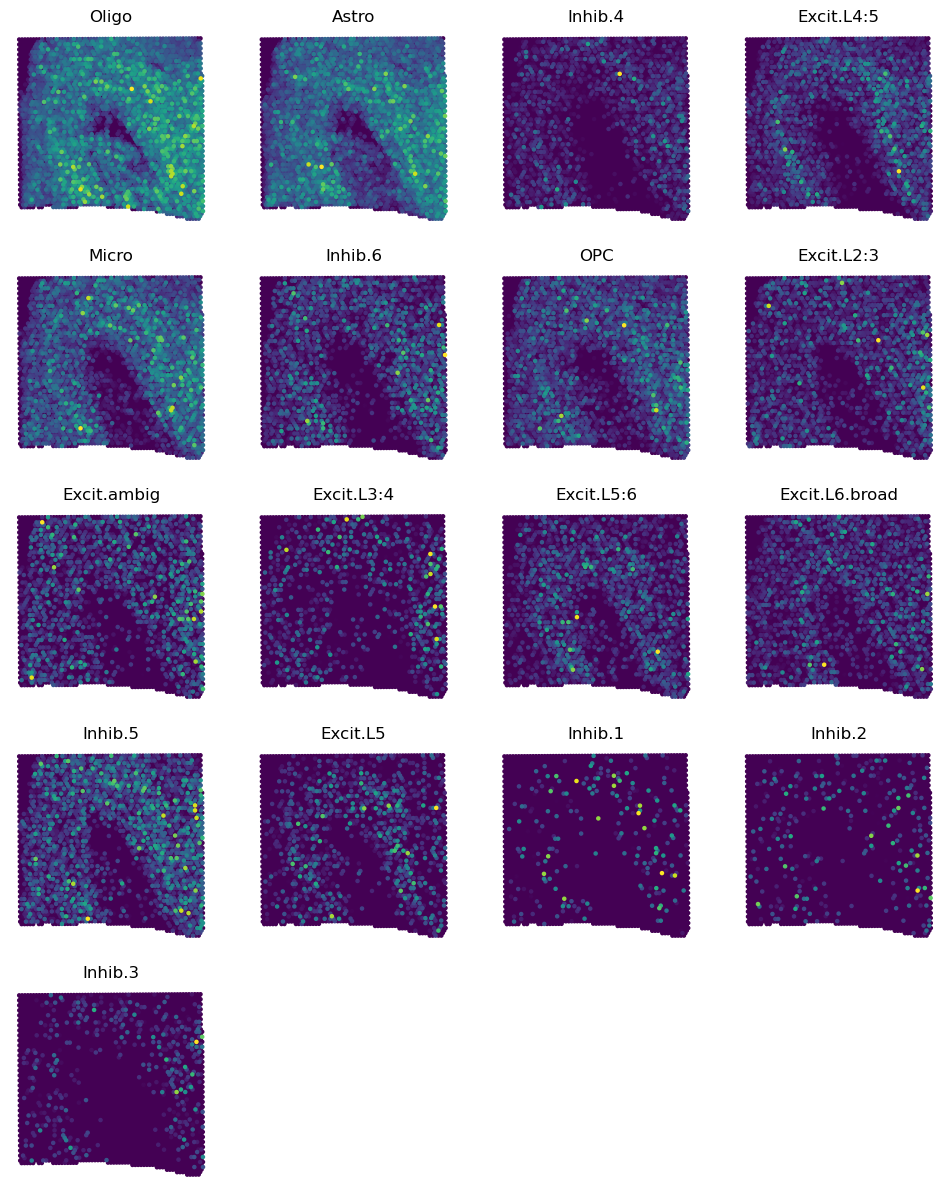 Oligo
Astro
Inhib.4
Excit.L4:5
Micro
Inhib.6
OPC
Excit.L2:3
Excit.ambig
Excit.L3:4
Excit.L5:6
Excit.L6.broad
Inhib.5
Excit.L5
Inhib.1
Inhib.2
Inhib.3